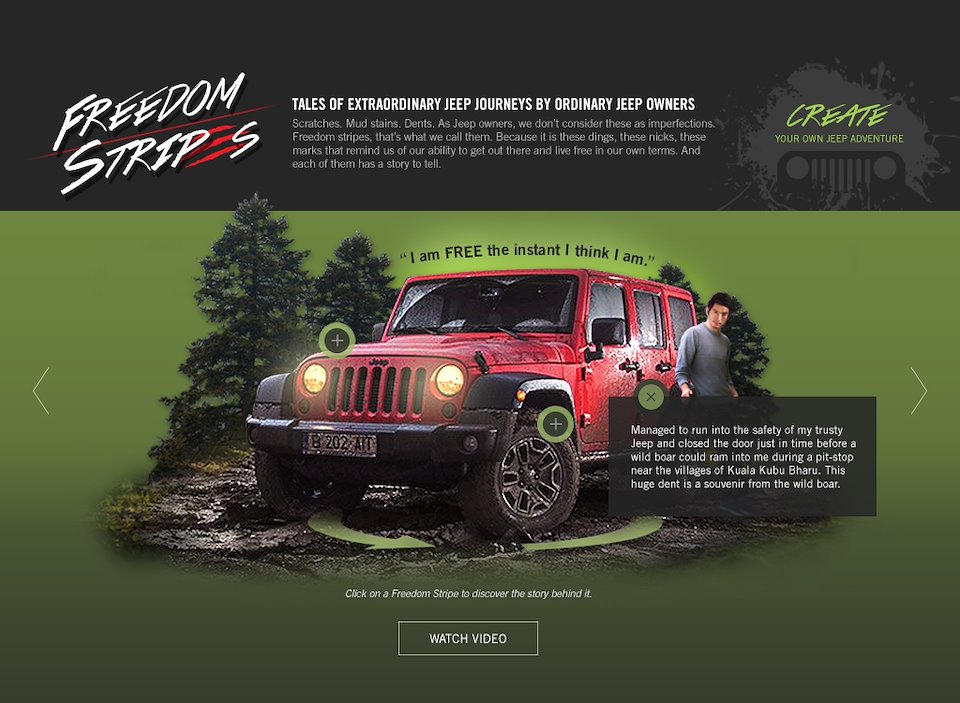 FREEDOM
STRIPES
TALES OF EXTRAORDINARY JEEP JOURNEYS BY ORDINARY JEEP OWNERS
Scratches. Mud stains. Dents. As Jeep owners, we don't consider these as imperfections.
Freedom stripes, that's what we call them. Because it is these dings, these nicks, these
marks that remind us of our ability to get out there and live free in our own terms. And
each of them has a story to tell.
CREATE
YOUR OWN JEEP ADVENTURE
“ I am FREE the instant I think I am.”
Jeep
Managed to run into the safety of my trusty
Jeep and closed the door just in time before a
wild boar could ram into me during a pit-stop
near the villages of Kuala Kubu Bharu. This
huge dent is a souvenir from the wild boar.
Click on a Freedom Stripe to discover the story behind it.
WATCH VIDEO